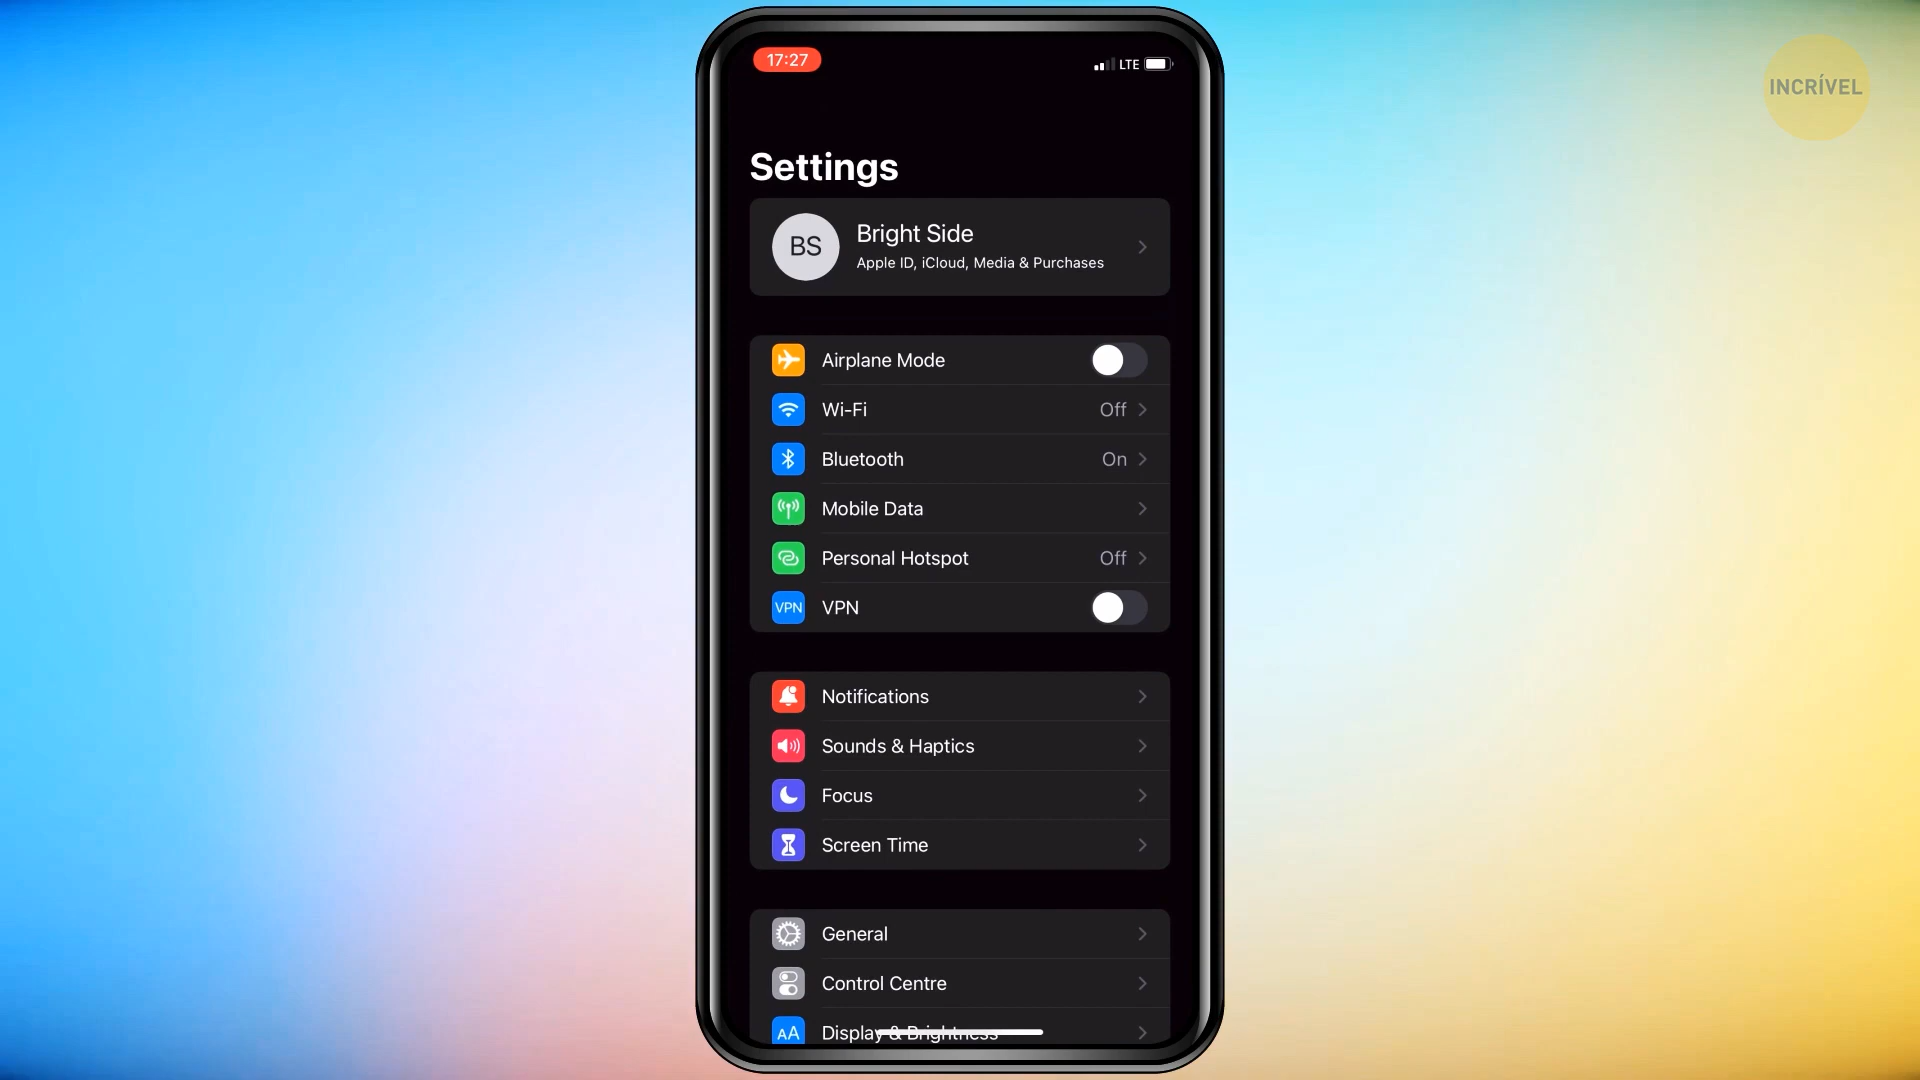 17:27
LTE
INCRÍVEL
Settings
BS
Bright Side
Apple ID, iCloud, Media & Purchases
Airplane Mode
Wi-Fi Off
Bluetooth On
Mobile Data
Personal Hotspot Off
VPN VPN
Notifications
Sounds & Haptics
Focus
Screen Time
General
Control Centre
AA Display & Brightness